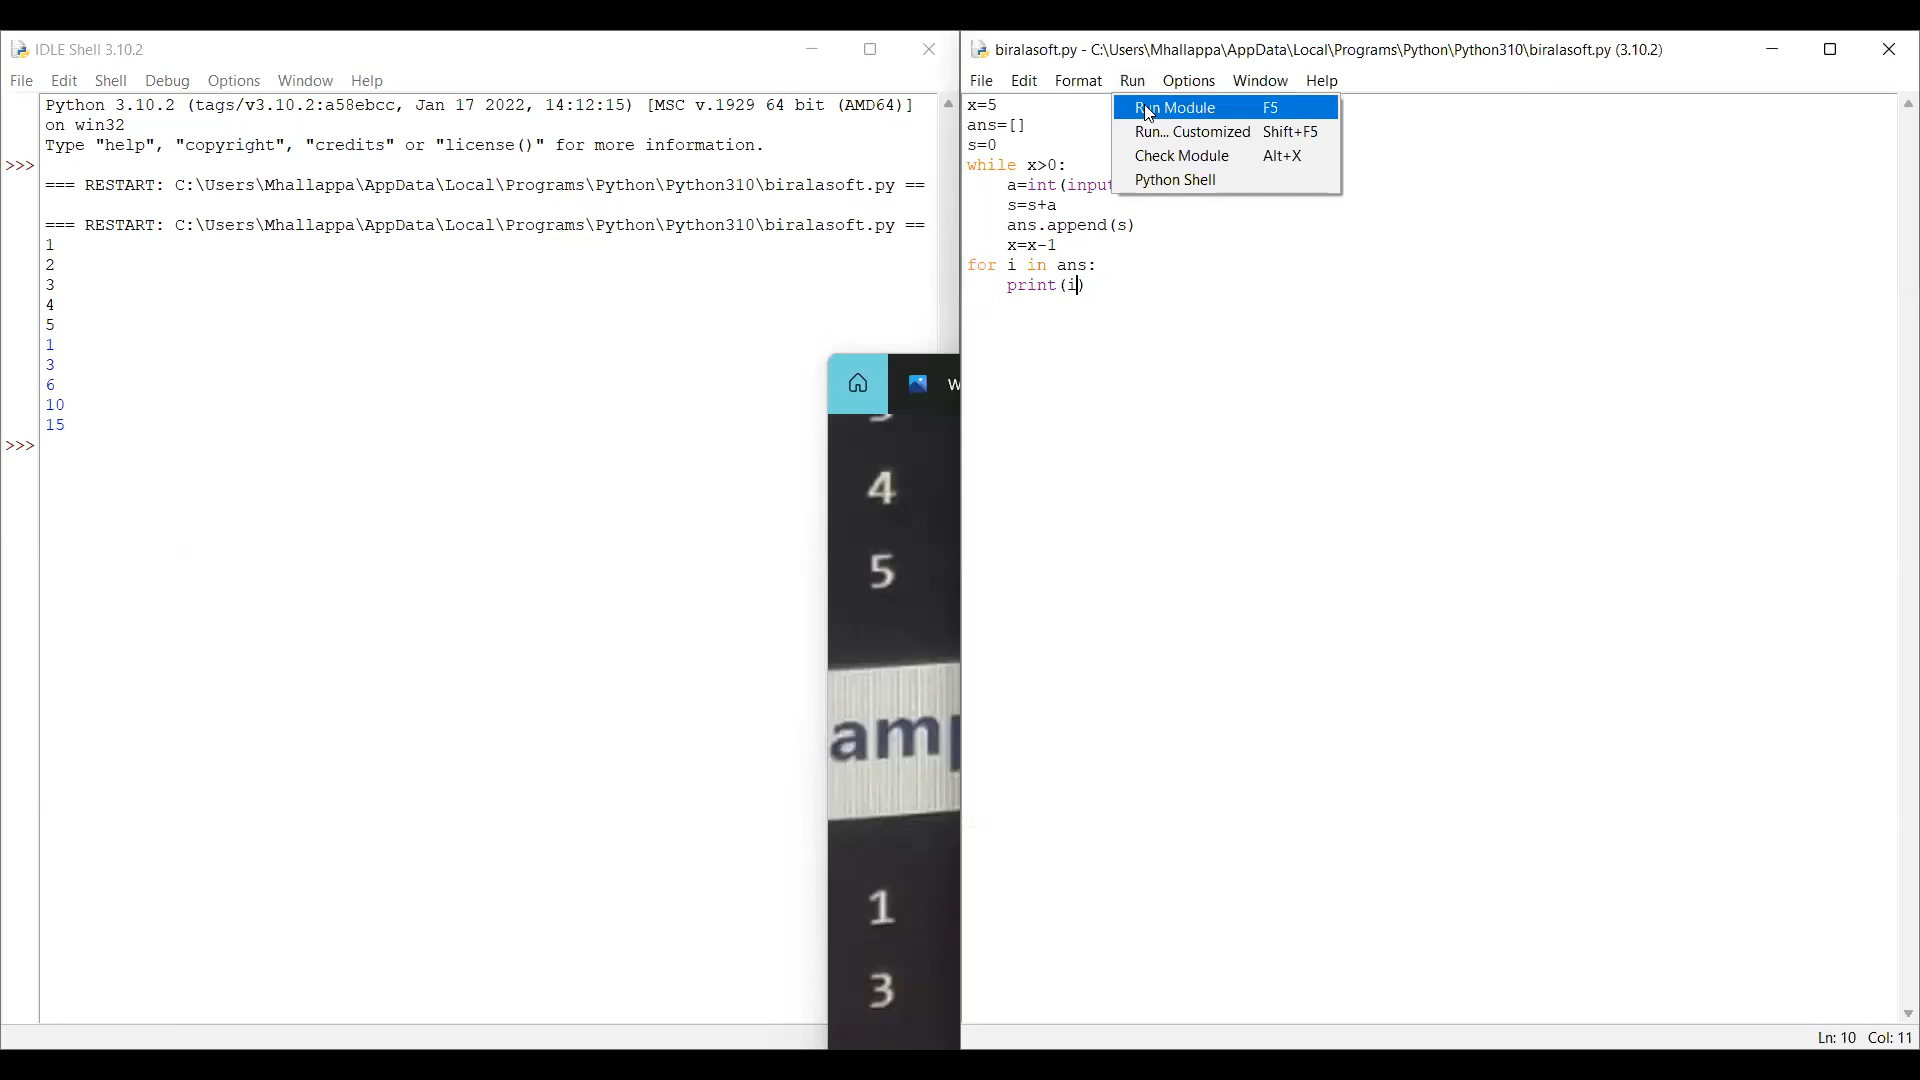 IDLE Shell 3.10.2
File Edit Shell Debug Options Window Help
Python 3.10.2 (tags/v3.10.2:a58ebcc, Jan 17 2022, 14:12:15) [MSC v.1929 64 bit (AMD64)]
on win32
Type "help", "copyright", "credits" or "license()" for more information.
>>>
=== RESTART: C:\Users\Mhallappa\AppData\Local\Programs\Python\Python310\biralasoft.py ==
=== RESTART: C:\Users\Mhallappa\AppData\Local\Programs\Python\Python310\biralasoft.py ==
1
2
3
4
5
1
3
6
10
15
>>>
W
4
5
amp
1
3
biralasoft.py - C:\Users\Mhallappa\AppData\Local\Programs\Python\Python310\biralasoft.py (3.10.2)
File Edit Format Run Options Window Help
x=5
ans=[]
s=0
while x>0:
a=int(input
s=s+a
ans.append(s)
x=x-1
for i in ans:
print(i)
Run Module F5
Run... Customized Shift+F5
Check Module Alt+X
Python Shell
Ln: 10 Col: 11